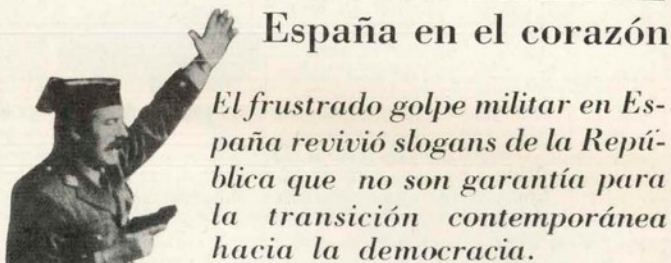 España en el corazón
El frustrado golpe militar en Es-
paña revivió slogans de la Repú-
blica que no son garantía para
la transición contemporánea
hacia la democracia.